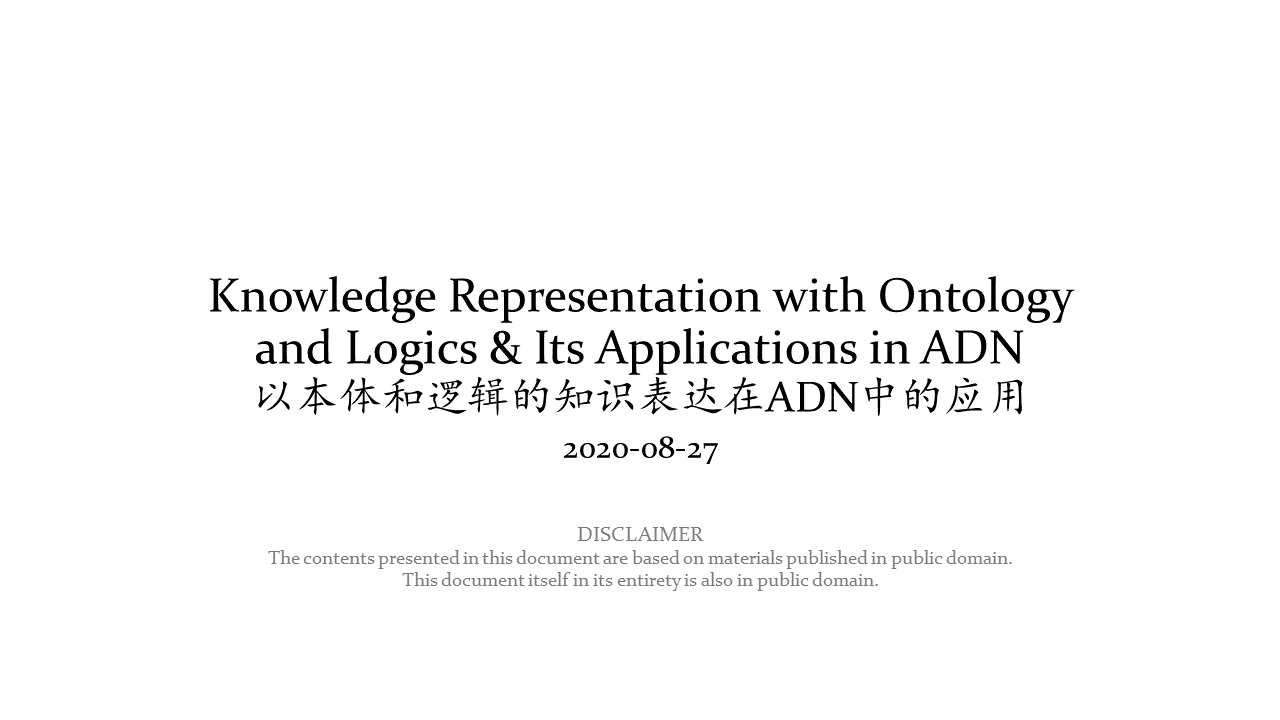 Knowledge Representation with Ontology
and Logics & Its Applications in ADN
以本体和逻辑的知识表达在ADN中的应用
2020-08-27
DISCLAIMER
The contents presented in this document are based on materials published in public domain.
This document itself in its entirety is also in public domain.